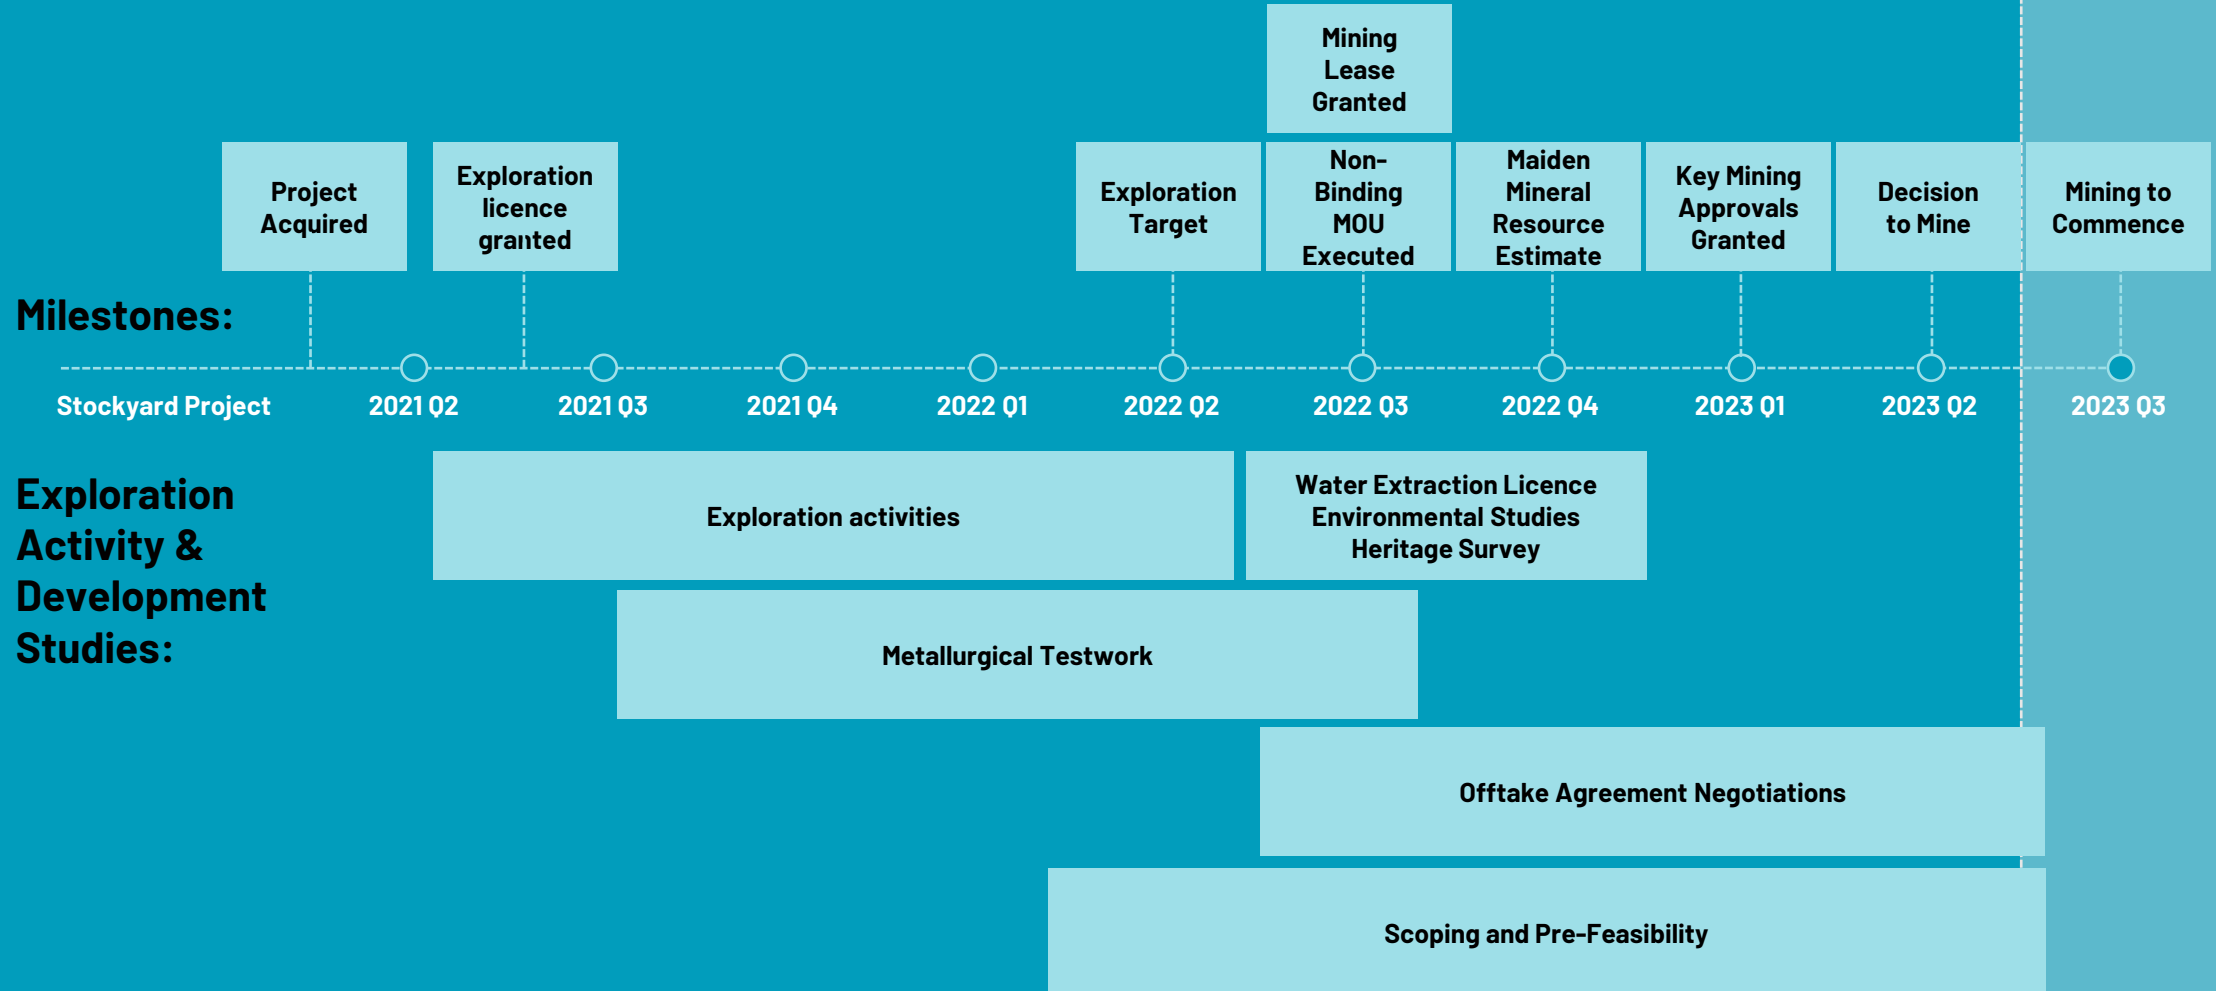 Mining
Lease
Granted
Project
Acquired
Exploration
licence
granted
Exploration
Target
Non-
Binding
MOU
Executed
Maiden
Mineral
Resource
Estimate
Key Mining
Approvals
Granted
Decision
to Mine
Mining to
Commence
Milestones:
Stockyard Project
2021 Q2
2021 Q3
2021 Q4
2022 Q1
2022 Q2
2022 Q3
2022 Q4
2023 Q1
2023 Q2
2023 Q3
Exploration
Activity &
Development
Studies:
Exploration activities
Water Extraction Licence
Environmental Studies
Heritage Survey
Metallurgical Testwork
Offtake Agreement Negotiations
Scoping and Pre-Feasibility